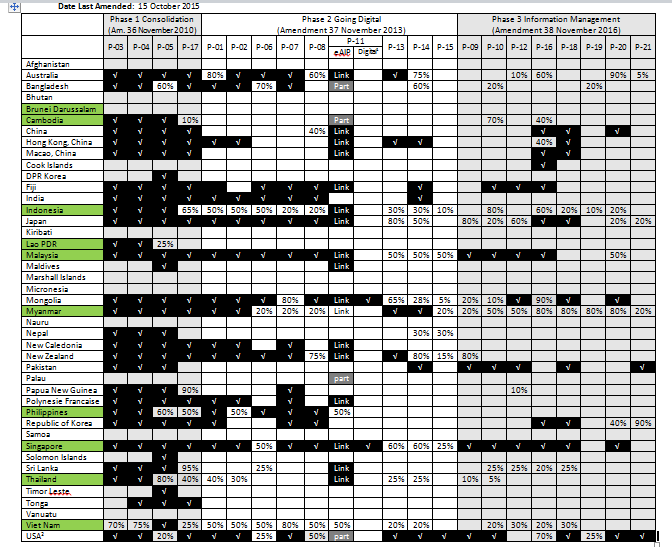 Date Last Amended: 15 October 2015
Phase 1 Consolidation Phase 2 Going Digital Phase 3 Information Management
(Am. 36 November 2010) (Amendment 37 November 2013) (Amendment 38 November 2016)
P-03 P-04 P-05 P-17 P-01 P-02 P-06 P-07 P-08 P-11 P-13 P-14 P-15 P-09 P-10 P-12 P-16 P-18 P-19 P-20 P-21
eAIP Digital
Afghanistan
Australia √ √ √ √ 80% √ √ √ 60% Link √ 75% 10% 60% 90% 5%
Bangladesh √ √ 60% √ √ √ 70% √ Part 60% 20% 20%
Bhutan
Brunei Darussalam
Cambodia √ √ √ 10% Part 70% 40%
China √ √ √ √ 40% Link √ √ √
Hong Kong, China √ √ √ √ √ √ Link √ √ 40% √
Macao, China √ √ √ √ Link √ √
Cook Islands √
DPR Korea √
Fiji √ √ √ √ √ √ √ Link √ √ √ √
India √ √ √ √ √ √ √ √ √ √
Indonesia √ √ √ 65% 50% 50% 50% 20% 20% Link 30% 30% 10% 80% 60% 20% 10% 20%
Japan √ √ √ √ √ √ √ √ √ Link 80% 50% 80% 20% 60% √ √ 20% 20%
Kiribati
Lao PDR √ √ 25%
Malaysia √ √ √ √ √ √ √ √ √ Link 50% 50% 50% √ √ √ √ 50%
Maldives √ Link
Marshall Islands
Micronesia
Mongolia √ √ √ √ √ √ √ 80% √ Link √ 65% 28% 5% 20% 10% √ 90% √ √
Myanmar √ √ √ √ √ √ 20% 20% 20% Link √ √ 20% 20% 50% 50% 80% 80% 80% 80% 20%
Nauru
Nepal √ √ √ 30% 30%
New Caledonia √ √ √ √ √ √ √ Link
New Zealand √ √ √ √ √ √ √ √ 75% Link √ 80% 15% 80%
Pakistan √ √ √ √ √ √ √ √ √ √
Palau part
Papua New Guinea √ √ √ 90% √ 10%
Polynesie Francaise √ √ √ √ √ √ √ Link
Philippines √ √ 60% 50% √ 50% √ √ √ 50%
Republic of Korea √ √ √ √ √ √ √ √ √ 40% 90%
Samoa
Singapore √ √ √ √ √ √ 50% √ √ Link √ 60% 60% 25% √ √ √ √ √ √
Solomon Islands √
Sri Lanka √ √ √ 95% 25% Link 25% 25% 20% 25%
Thailand √ √ 80% 40% 40% 30% Link 25% 25% 10% 5%
Timor Leste √
Tonga √ √ √
Vanuatu
Viet Nam 70% 75% √ 25% 50% 50% 50% 80% 50% 50% 20% 20% 20% 30% 20% 30%
USA² √ √ 20% √ √ √ 25% √ 50% part √ √ √ √ √ 70% √ 25% √ √